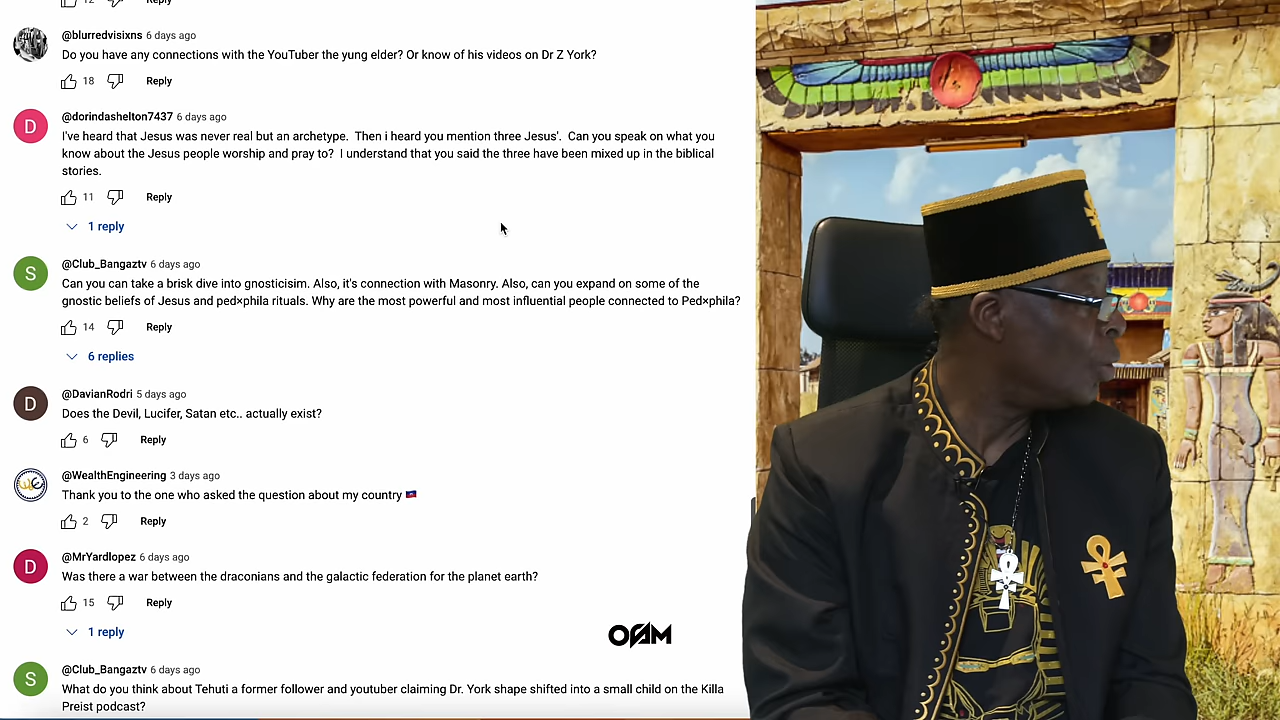 12 Reply
@blurredvisixns 6 days ago
Do you have any connections with the YouTuber the yung elder? Or know of his videos on Dr Z York?
18 Reply
D
@dorindashelton7437 6 days ago
I've heard that Jesus was never real but an archetype. Then i heard you mention three Jesus'. Can you speak on what you
know about the Jesus people worship and pray to? I understand that you said the three have been mixed up in the biblical
stories.
11 Reply
1 reply
S
@Club_Bangaztv 6 days ago
Can you can take a brisk dive into gnosticisim. Also, it's connection with Masonry. Also, can you expand on some of the
gnostic beliefs of Jesus and ped×phila rituals. Why are the most powerful and most influential people connected to Ped×phila?
14 Reply
6 replies
D
@DavianRodri 5 days ago
Does the Devil, Lucifer, Satan etc.. actually exist?
6 Reply
@WealthEngineering 3 days ago
Thank you to the one who asked the question about my country 🇭🇹
2 Reply
D
@MrYardlopez 6 days ago
Was there a war between the draconians and the galactic federation for the planet earth?
15 Reply
1 reply
S
@Club_Bangaztv 6 days ago
What do you think about Tehuti a former follower and youtuber claiming Dr. York shape shifted into a small child on the Killa
Preist podcast?